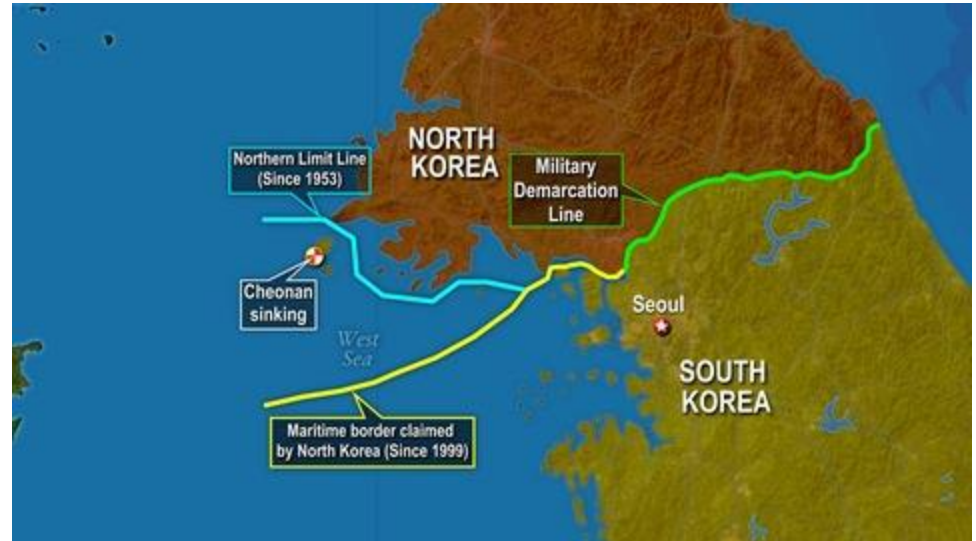 NORTH
KOREA
Northern Limit Line
(Since 1953)
Military
Demarcation
Line
Cheonan
sinking
Seoul
West
Sea
SOUTH
KOREA
Maritime border claimed
by North Korea (Since 1999)